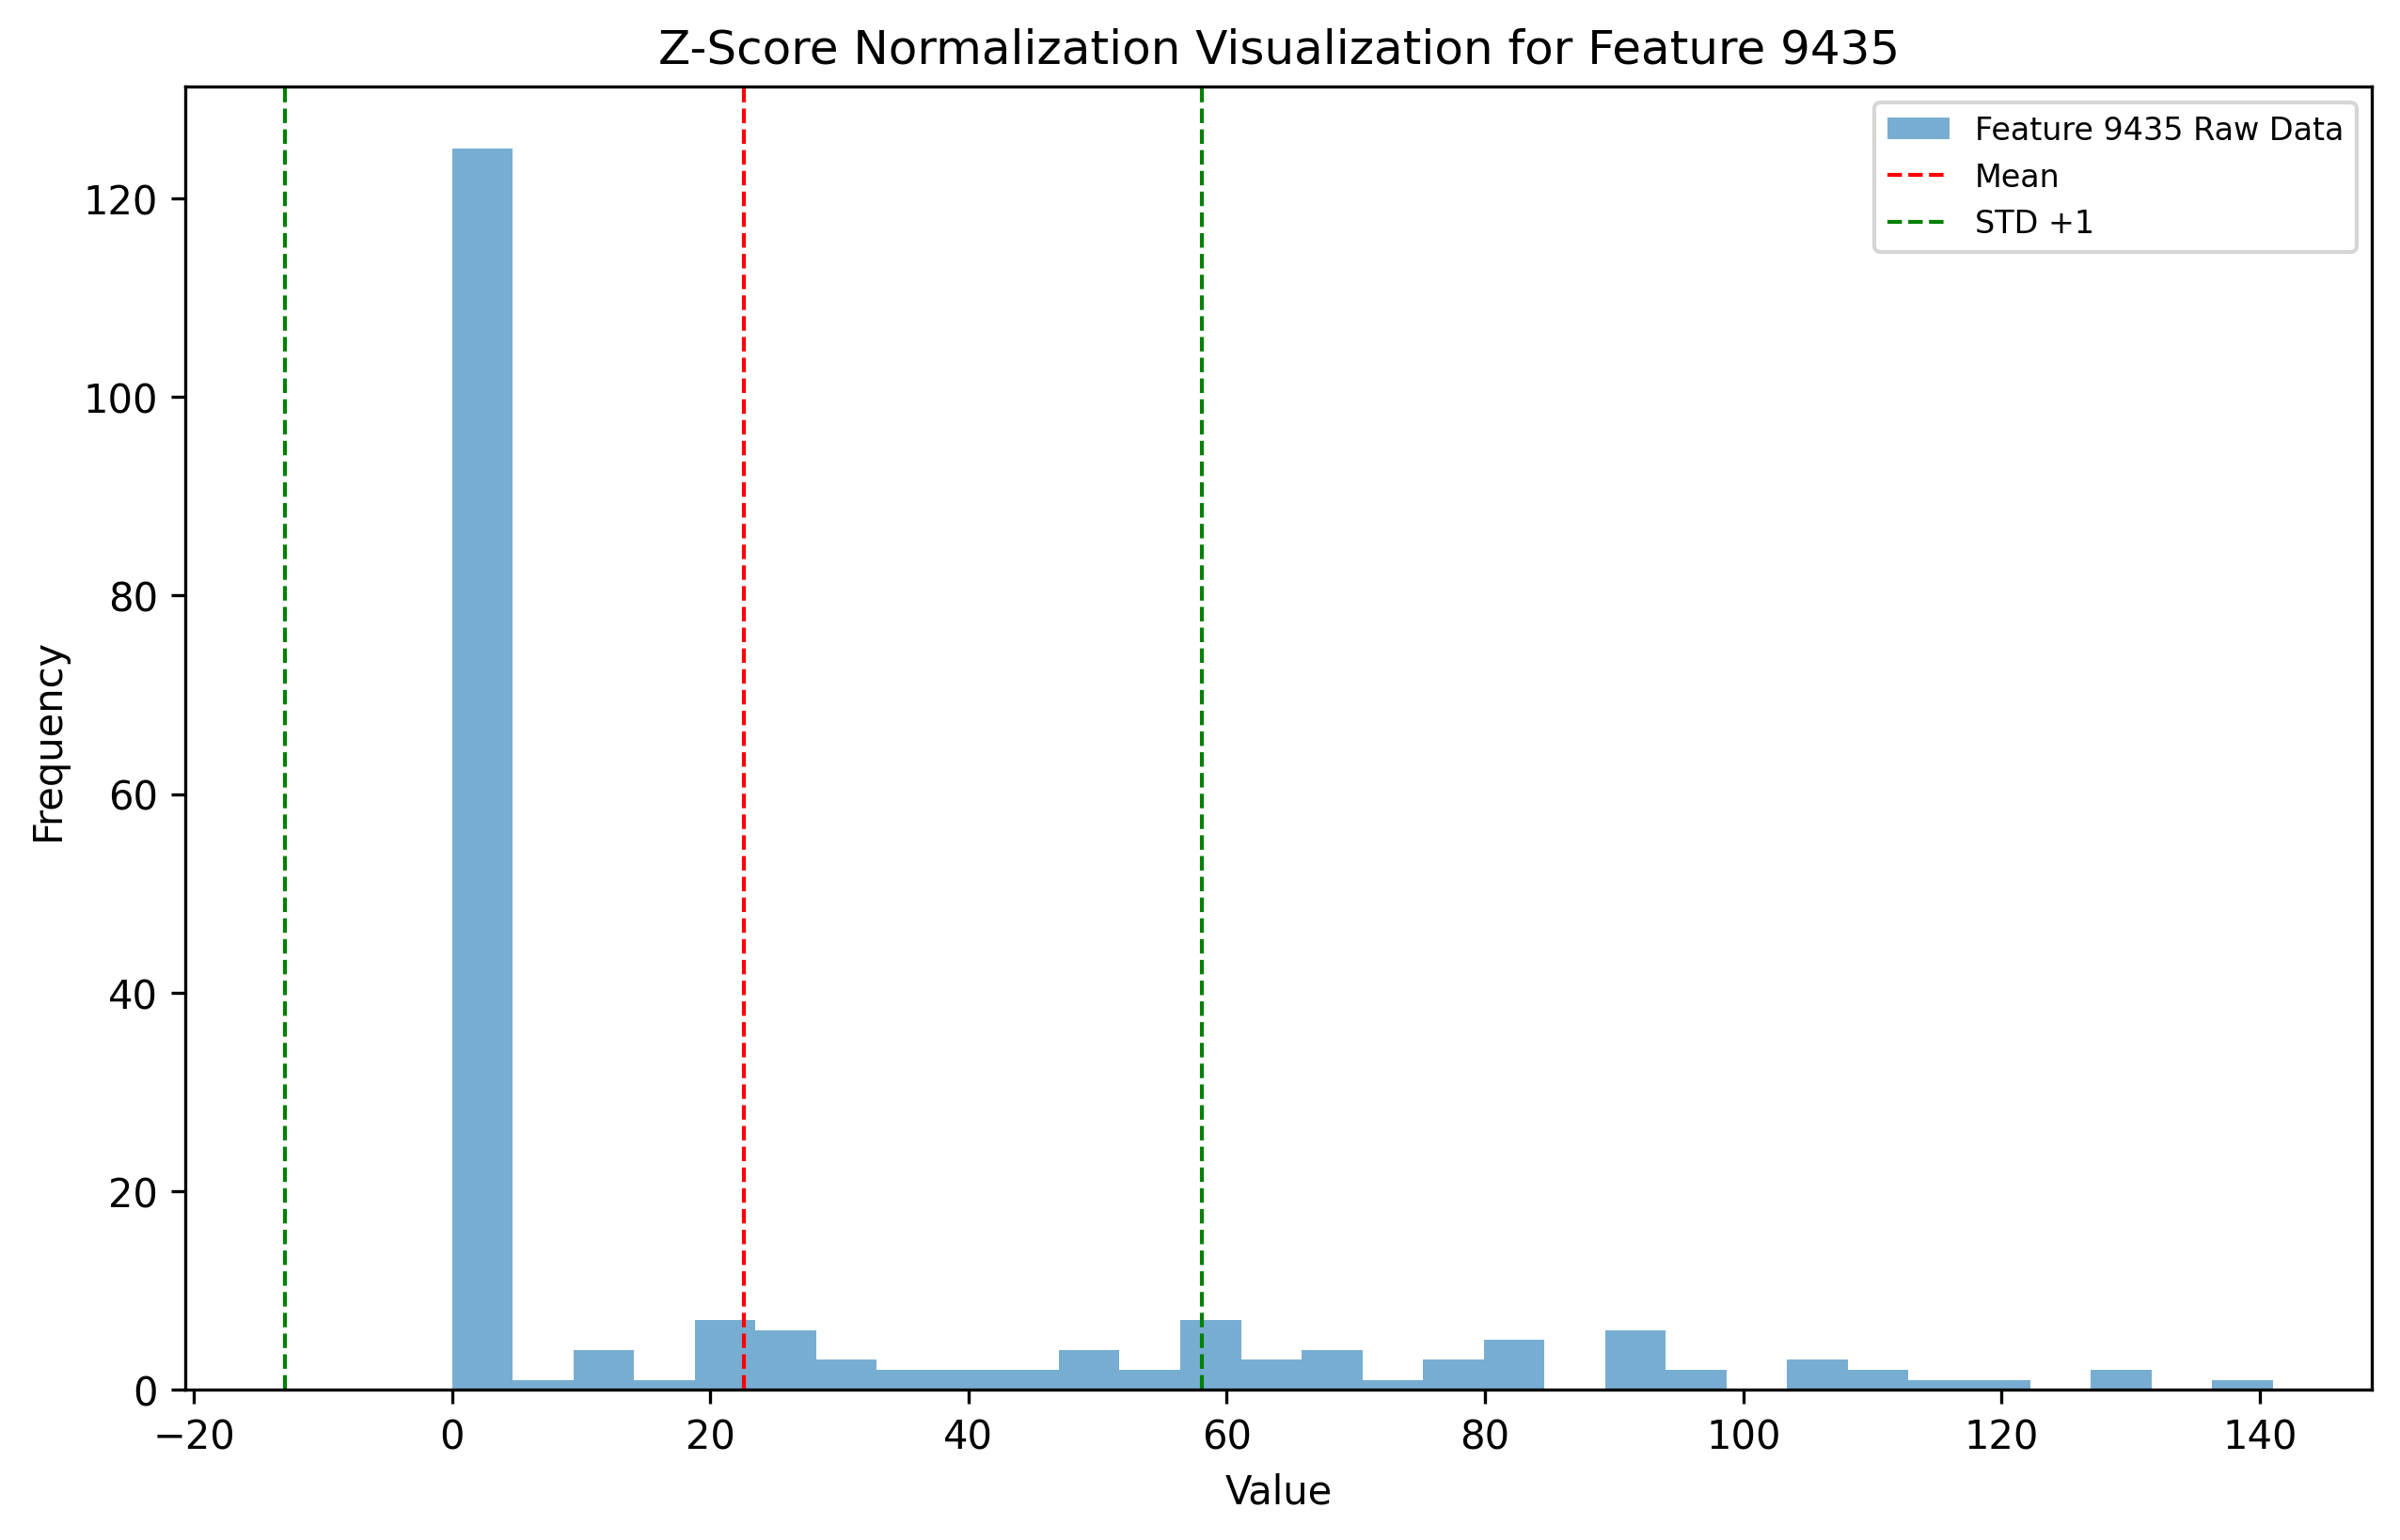 Z-Score Normalization Visualization for Feature 9435
Feature 9435 Raw Data
Mean
STD +1
Frequency
120
100
80
60
40
20
0
−20 0 20 40 60 80 100 120 140
Value